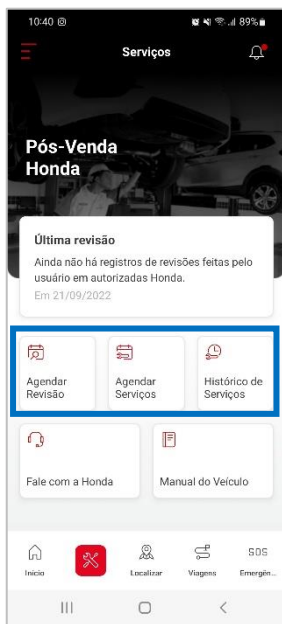 10:40
89%
Serviços
Pós-Venda
Honda
Última revisão
Ainda não há registros de revisões feitas pelo
usuário em autorizadas Honda.
Em 21/09/2022
Agendar
Revisão
Agendar
Serviços
Histórico de
Serviços
Fale com a Honda
Manual do Veículo
Início
Localizar
Viagens
SOS
Emergên...